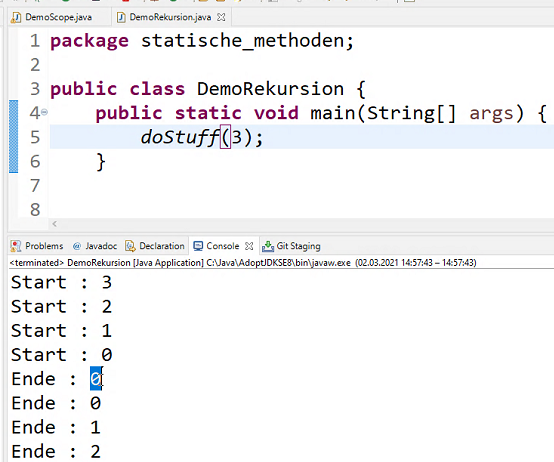 DemoScope.java DemoRekursion.java
1 package statische_methoden;
2
3 public class DemoRekursion {
4 public static void main(String[] args) {
5 doStuff(3);
6 }
7
8
Problems @ Javadoc Declaration Console Git Staging
<terminated> DemoRekursion [Java Application] C:\Java\AdoptJDKSE8\bin\javaw.exe (02.03.2021 14:57:43 – 14:57:43)
Start : 3
Start : 2
Start : 1
Start : 0
Ende : 0
Ende : 0
Ende : 1
Ende : 2